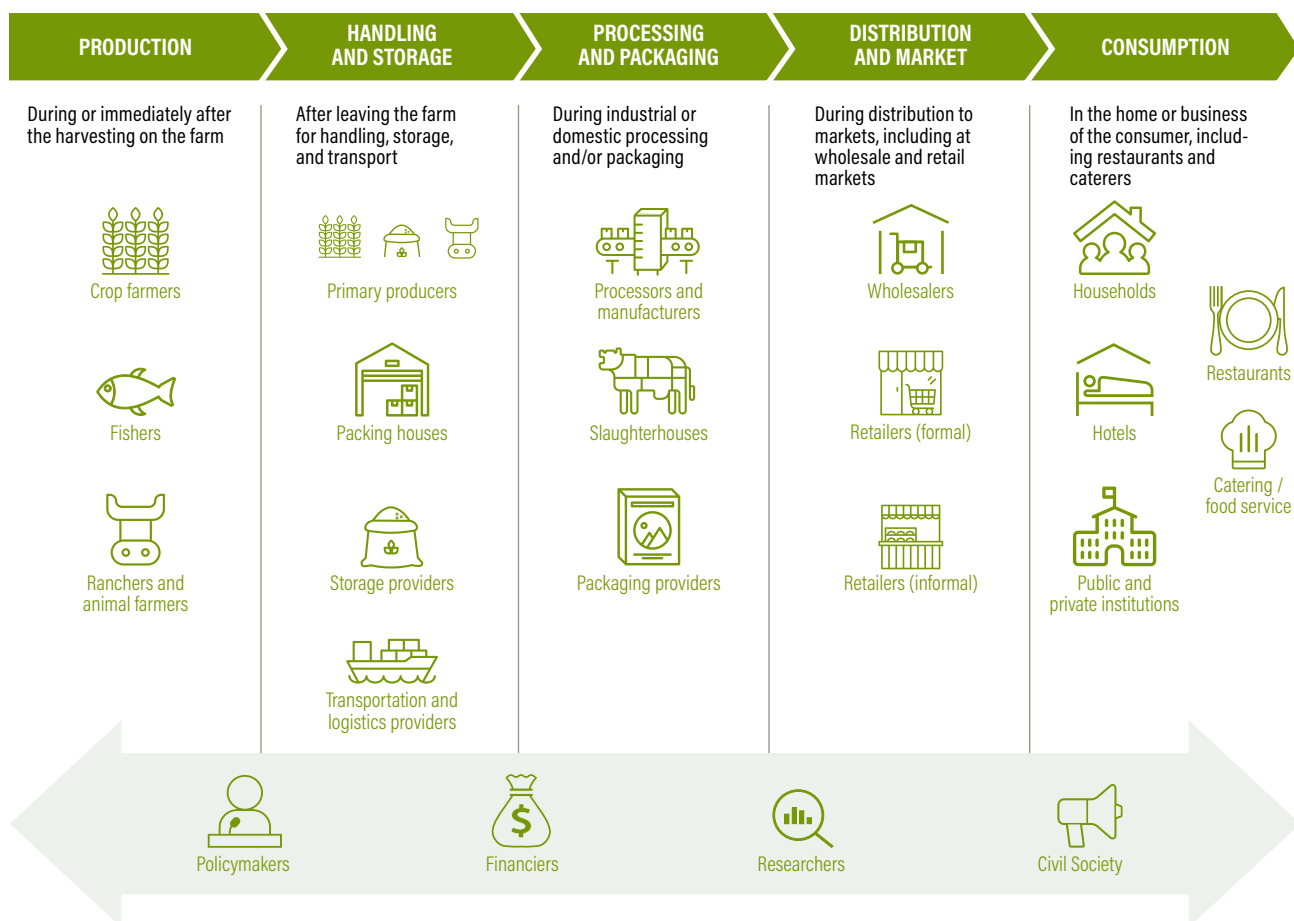 PRODUCTION
HANDLING
AND STORAGE
PROCESSING
AND PACKAGING
DISTRIBUTION
AND MARKET
CONSUMPTION
During or immediately after
the harvesting on the farm
Crop farmers
Fishers
Ranchers and
animal farmers
After leaving the farm
for handling, storage,
and transport
Primary producers
Packing houses
Storage providers
Transportation and
logistics providers
During industrial or
domestic processing
and/or packaging
Processors and
manufacturers
Slaughterhouses
Packaging providers
During distribution to
markets, including at
wholesale and retail
markets
Wholesalers
Retailers (formal)
Retailers (informal)
In the home or business
of the consumer, includ-
ing restaurants and
caterers
Households
Restaurants
Hotels
Catering /
food service
Public and
private institutions
$
Policymakers
Financiers
Researchers
Civil Society